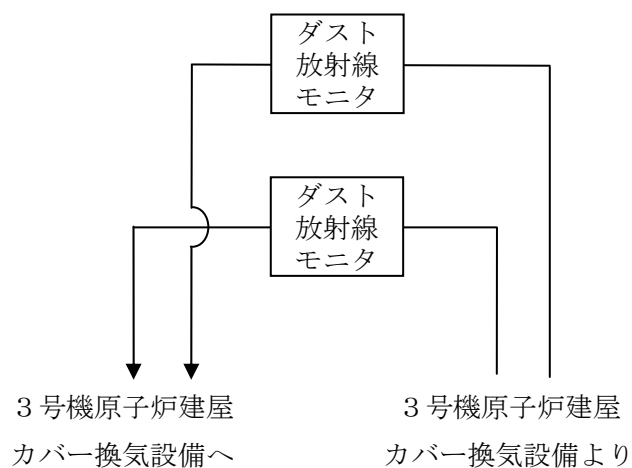 ダスト
放射線
モニタ
ダスト
放射線
モニタ
３号機原子炉建屋
カバー換気設備へ
３号機原子炉建屋
カバー換気設備より